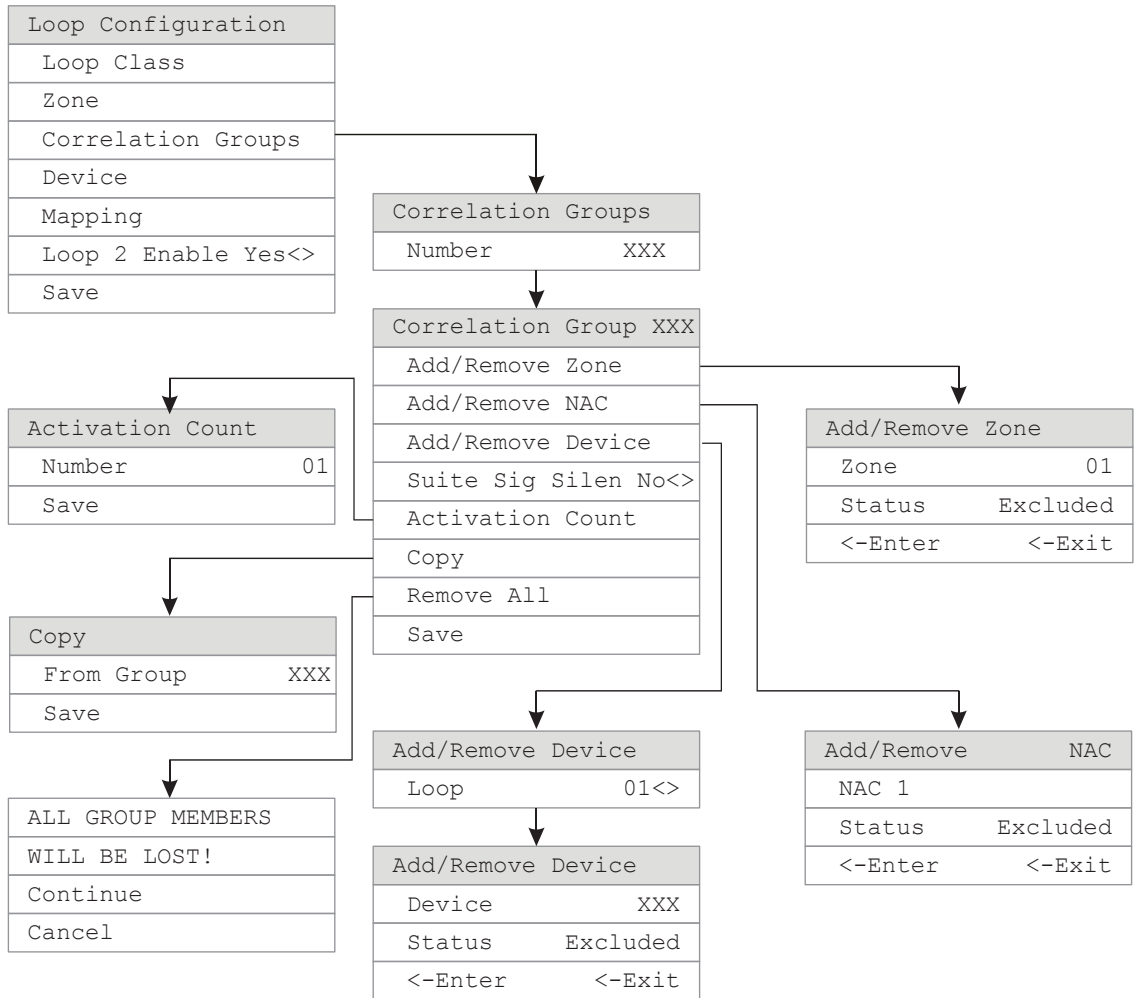 Loop Configuration
Loop Class
Zone
Correlation Groups
Device
Mapping
Loop 2 Enable Yes<>
Save
Correlation Groups
Number XXX
Correlation Group XXX
Add/Remove Zone
Add/Remove NAC
Add/Remove Device
Suite Sig Silen No<>
Activation Count
Copy
Remove All
Save
Activation Count
Number 01
Save
Add/Remove Zone
Zone 01
Status Excluded
<-Enter <-Exit
Copy
From Group XXX
Save
Add/Remove Device
Loop 01<>
Add/Remove NAC
NAC 1
Status Excluded
<-Enter <-Exit
ALL GROUP MEMBERS
WILL BE LOST!
Continue
Cancel
Add/Remove Device
Device XXX
Status Excluded
<-Enter <-Exit